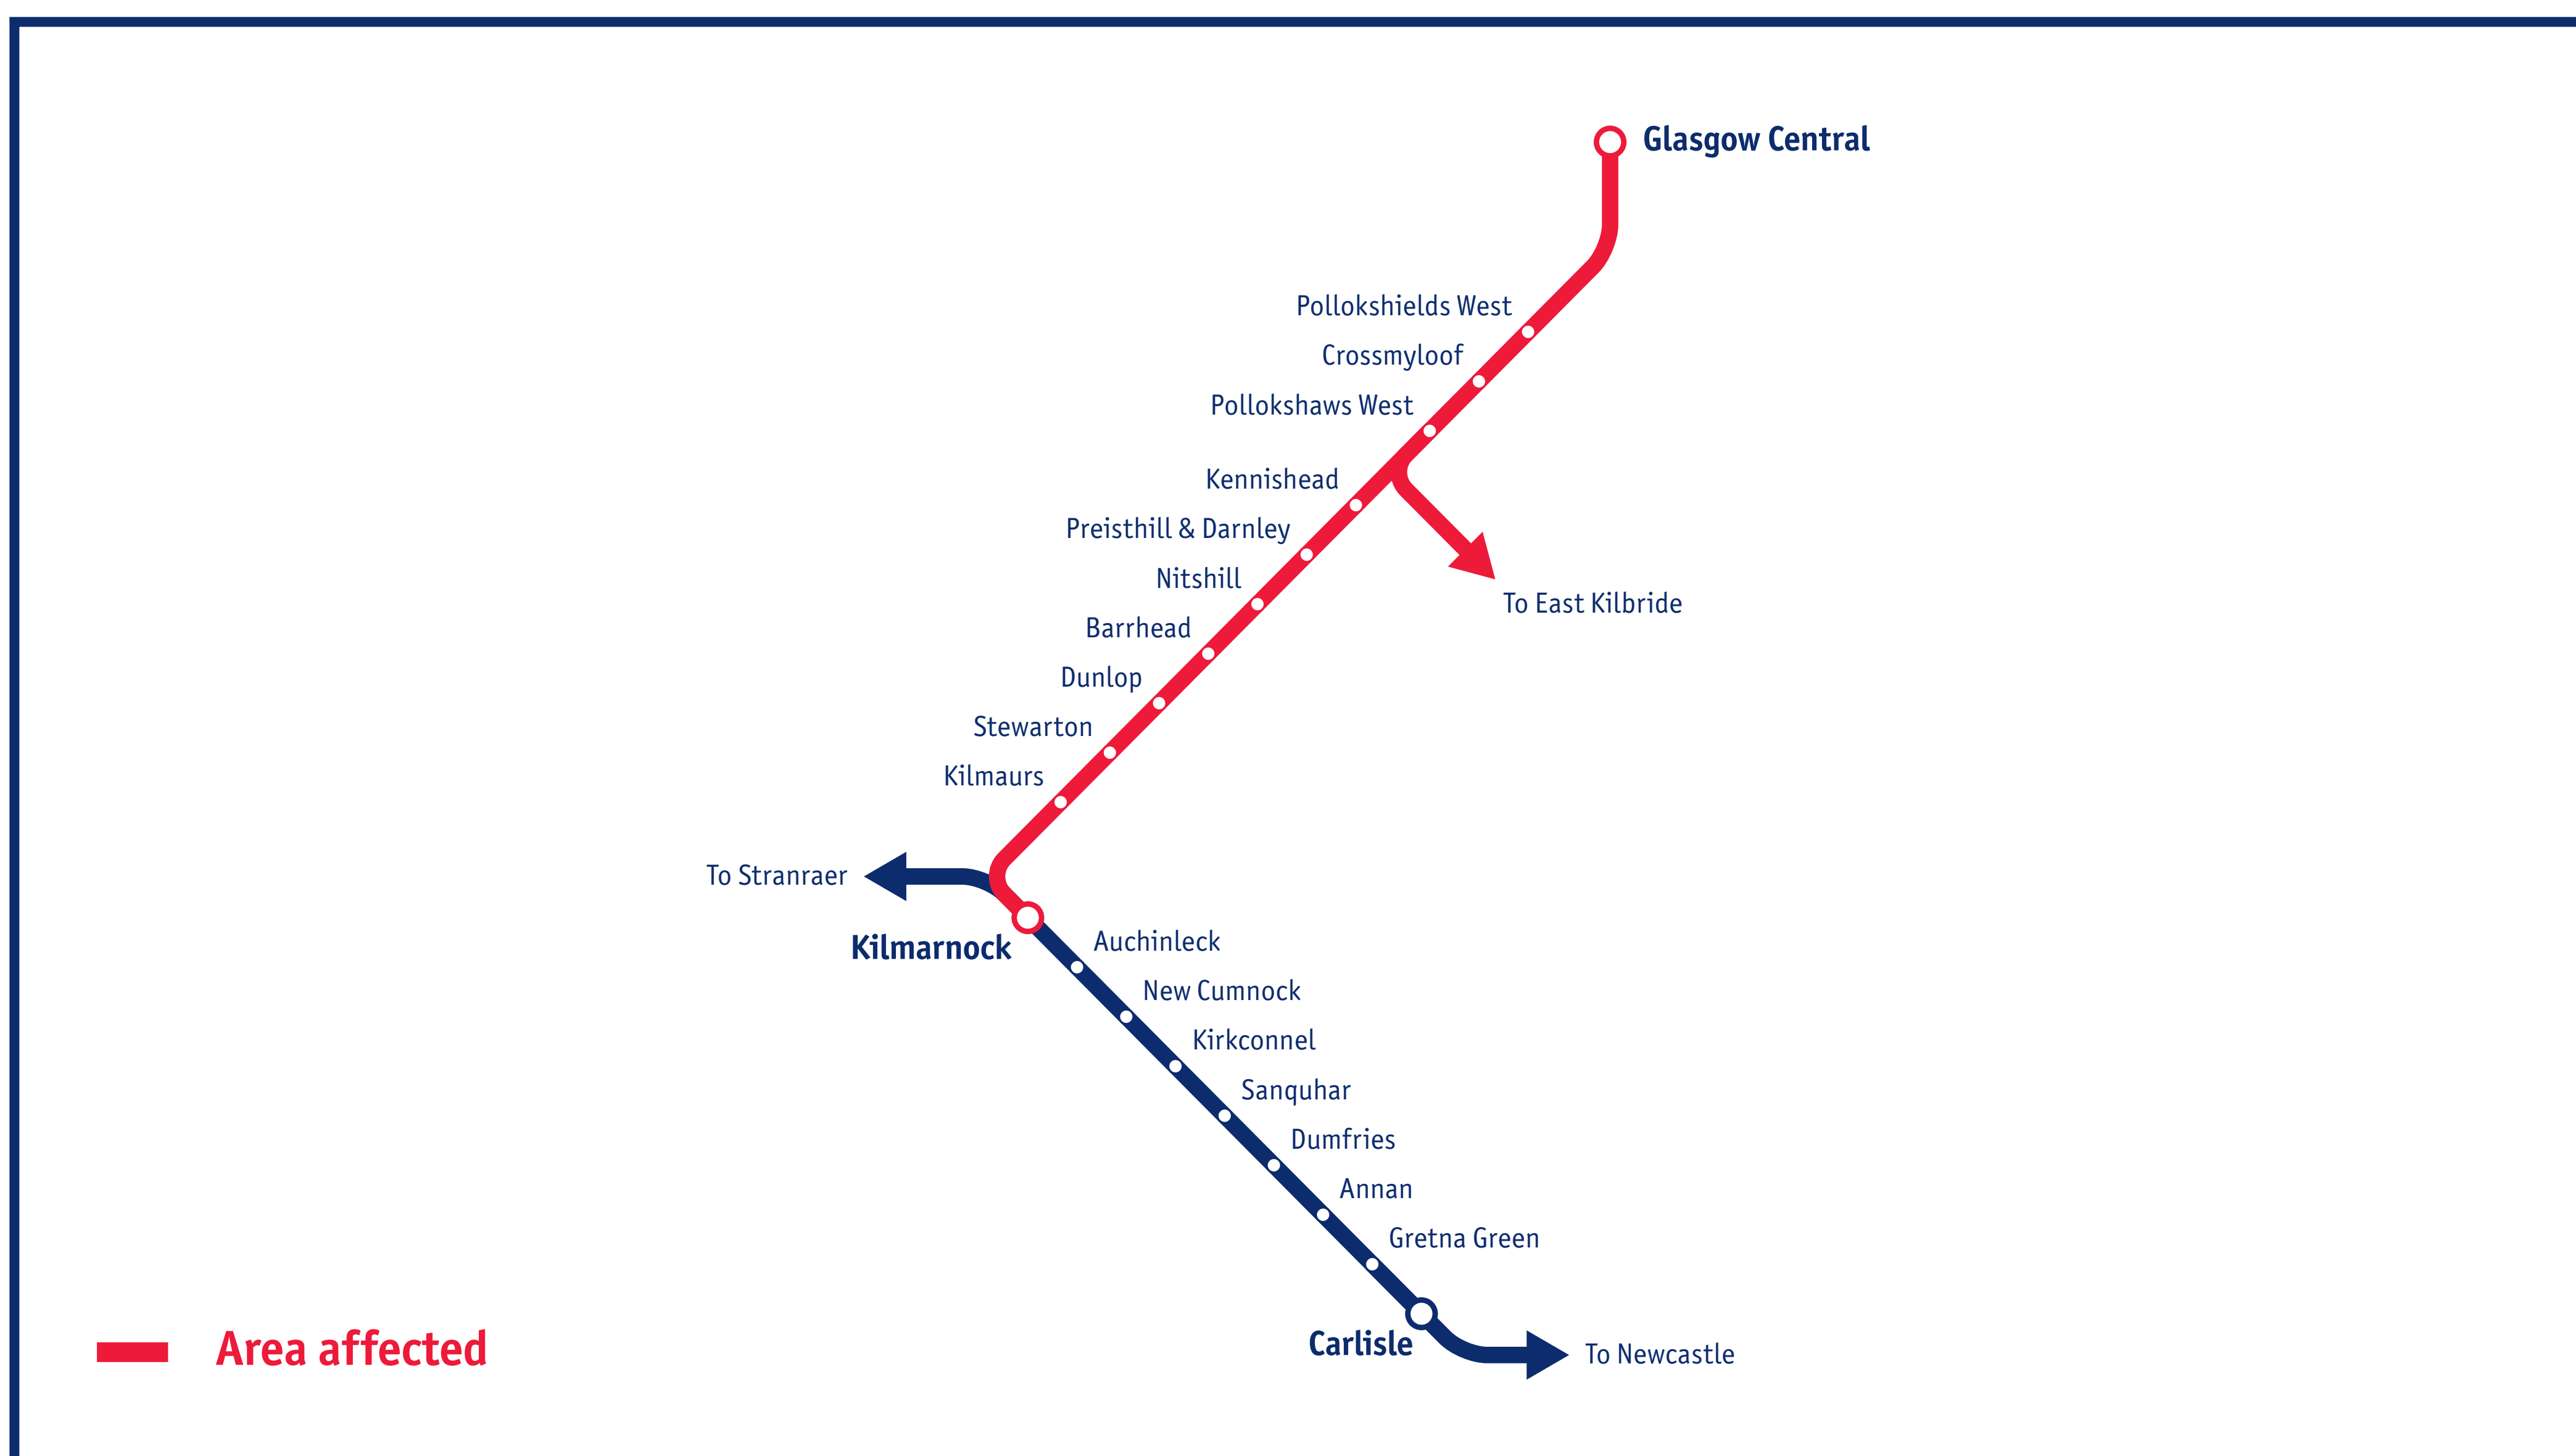 Glasgow Central
Pollokshields West
Crossmyloof
Pollokshaws West
Kennishead
Preisthill & Darnley
Nitshill
To East Kilbride
Barrhead
Dunlop
Stewarton
Kilmaurs
To Stranraer
Kilmarnock
Auchinleck
New Cumnock
Kirkconnel
Sanquhar
Dumfries
Annan
Gretna Green
Carlisle
To Newcastle
Area affected